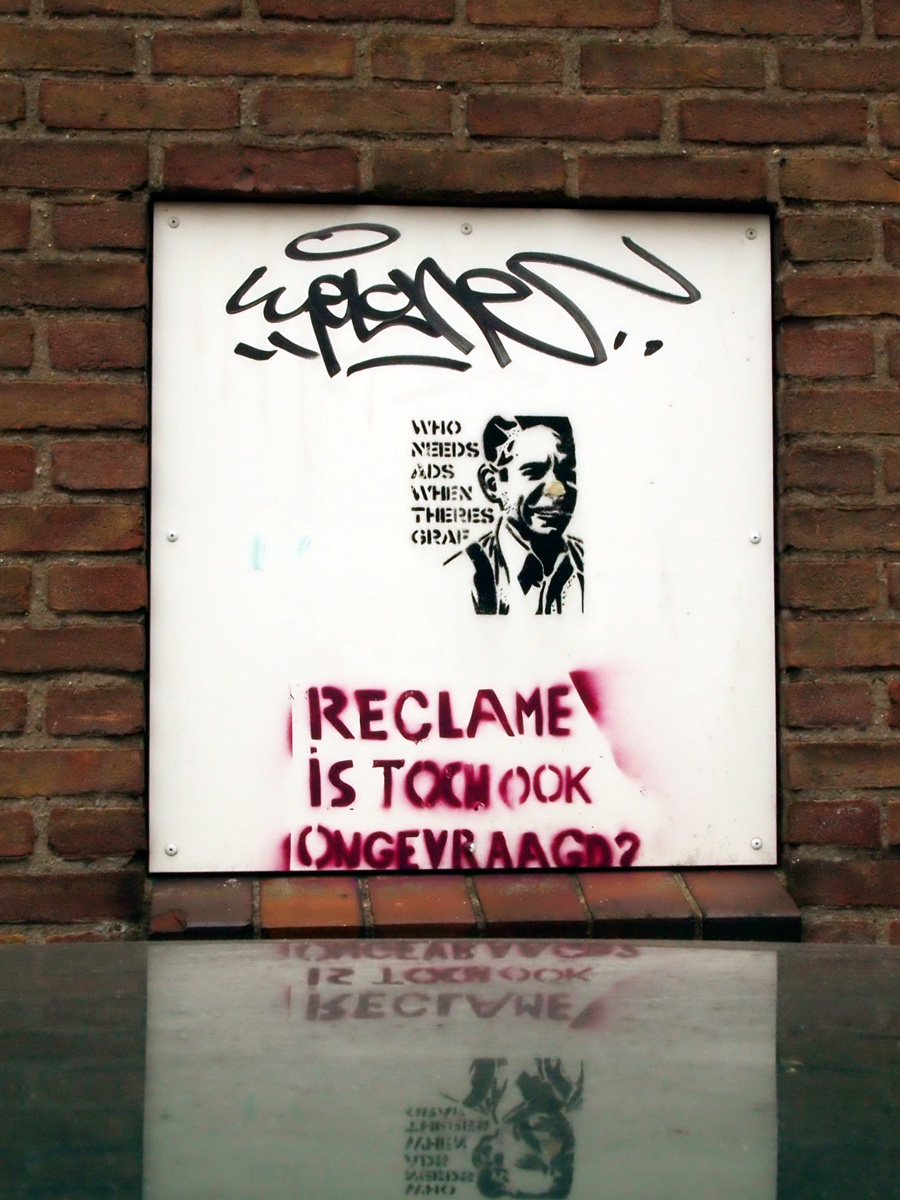 WHO
NEEDS
ADS
WHEN
THERES
GRAF
RECLAME
iS TOCH OOK
ONGEVRAAGD?